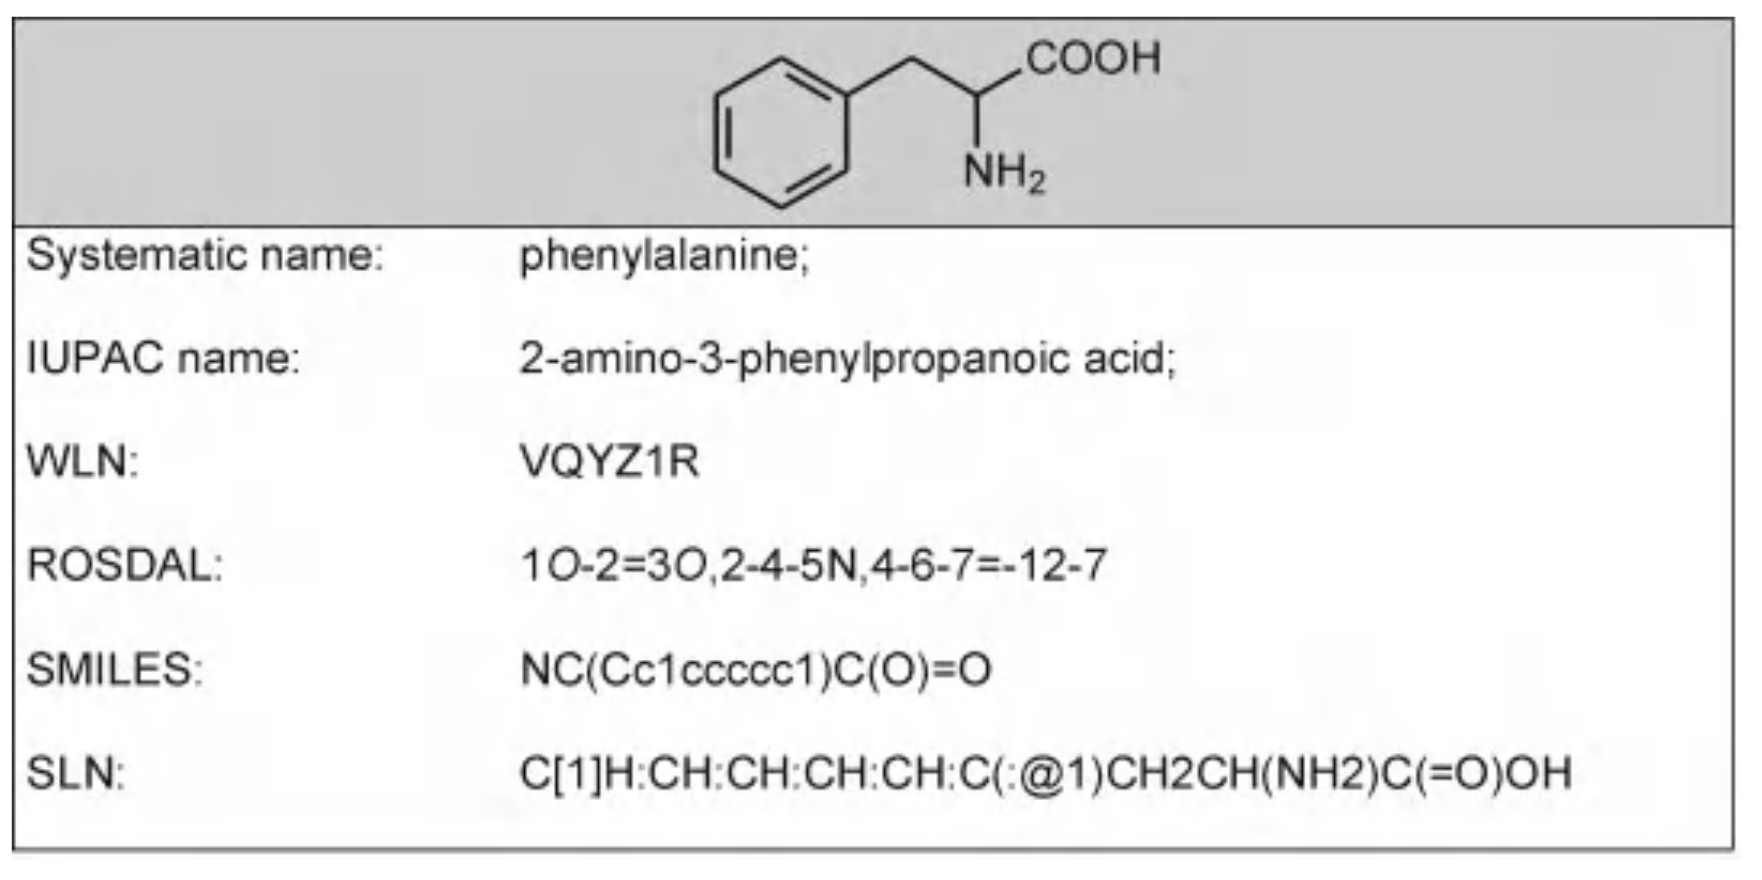 COOH
NH2
Systematic name: phenylalanine;
IUPAC name: 2-amino-3-phenylpropanoic acid;
WLN: VQYZ1R
ROSDAL: 1O-2=3O,2-4-5N,4-6-7=-12-7
SMILES: NC(Cc1ccccc1)C(O)=O
SLN: C[1]H:CH:CH:CH:CH:C(:@1)CH2CH(NH2)C(=O)OH